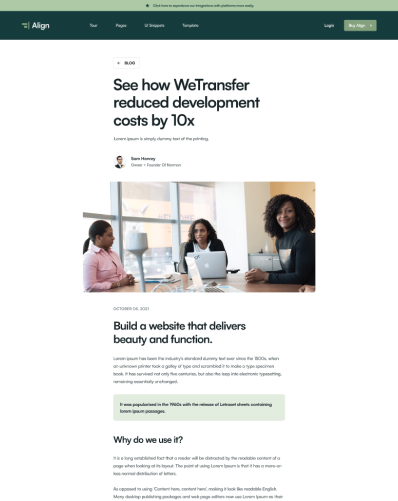 Click here to experience our integrations with platforms more easily
Align
Tour
Pages
UI Snippets
Template
Login
Buy Align
BLOG
See how WeTransfer
reduced development
costs by 10x
Lorem ipsum is simply dummy text of the printing.
Sam Henrey
Owner + Founder Of
OCTOBER 05, 2021
Build a website that delivers
beauty and function.
Lorem ipsum has been the industry's standard dummy text ever since the 1500s, when
an unknown printer took a galley of type and scrambled it to make a type specimen
book. It has survived not only five centuries, but also the leap into electronic typesetting,
remaining essentially unchanged.
It was popularised in the 1960s with the release of Letraset sheets containing
lorem ipsum passages.
Why do we use it?
It is a long established fact that a reader will be distracted by the readable content of a
page when looking at its layout. The point of using Lorem Ipsum is that it has a more-or-
less normal distribution of letters.
As opposed to using 'Content here, content here', making it look like readable English.
Many desktop publishing packages and web page editors now use Lorem Ipsum as their